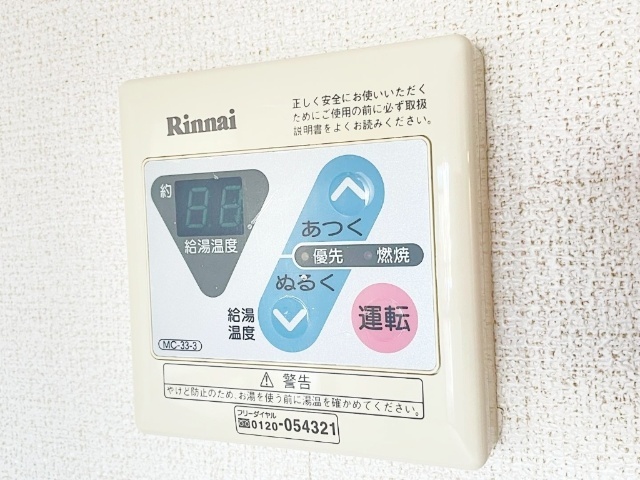 Rinnai
正しく安全にお使いいただく
ためにご使用の前に必ず取扱
説明書をよくお読みください。
約
88
給湯温度
あつく
優先 燃焼
ぬるく
給湯
温度
運転
MC-33-3
警告
やけど防止のため、お湯を使う前に湯温を確かめてください。
フリーダイヤル
0120-054321